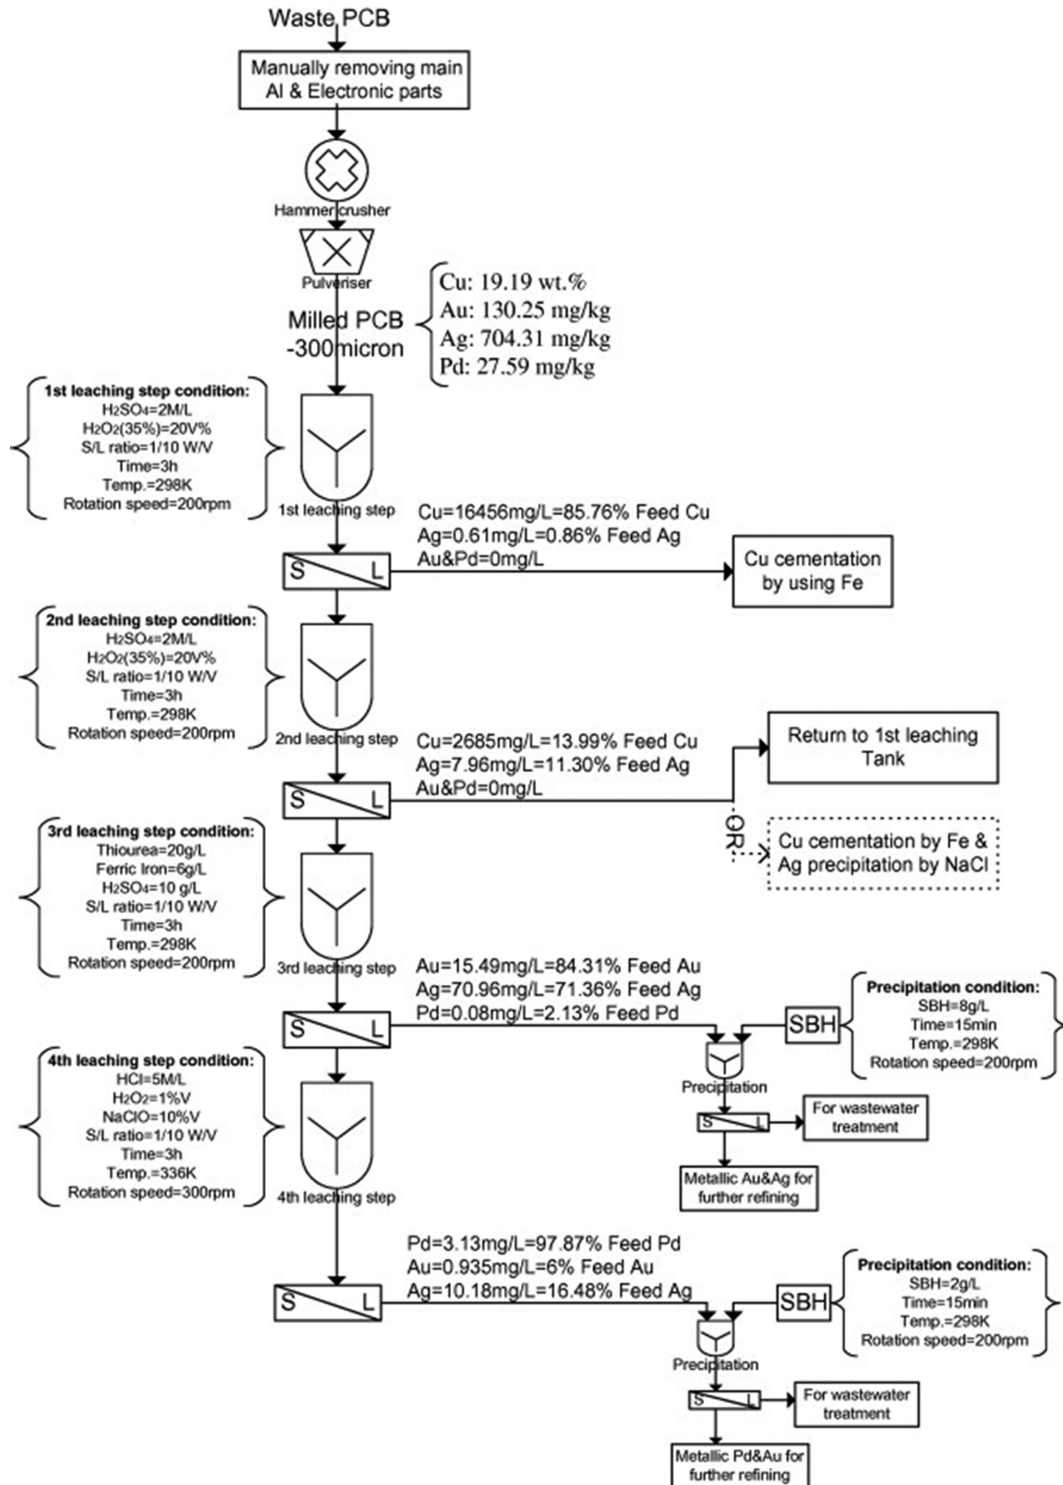 Waste PCB
Manually removing main
Al & Electronic parts
Hammer crusher
Pulveriser
Milled PCB
-300micron
Cu: 19.19 wt.%
Au: 130.25 mg/kg
Ag: 704.31 mg/kg
Pd: 27.59 mg/kg
1st leaching step condition:
H2SO4=2M/L
H2O2(35%)=20V%
S/L ratio=1/10 W/V
Time=3h
Temp.=298K
Rotation speed=200rpm
1st leaching step
Cu=16456mg/L=85.76% Feed Cu
Ag=0.61mg/L=0.86% Feed Ag
Au&Pd=0mg/L
S L
Cu cementation
by using Fe
2nd leaching step condition:
H2SO4=2M/L
H2O2(35%)=20V%
S/L ratio=1/10 W/V
Time=3h
Temp.=298K
Rotation speed=200rpm
2nd leaching step
Cu=2685mg/L=13.99% Feed Cu
Ag=7.96mg/L=11.30% Feed Ag
Au&Pd=0mg/L
S L
Return to 1st leaching
Tank
OR
Cu cementation by Fe &
Ag precipitation by NaCl
3rd leaching step condition:
Thiourea=20g/L
Ferric Iron=6g/L
H2SO4=10 g/L
S/L ratio=1/10 W/V
Time=3h
Temp.=298K
Rotation speed=200rpm
3rd leaching step
Au=15.49mg/L=84.31% Feed Au
Ag=70.96mg/L=71.36% Feed Ag
Pd=0.08mg/L=2.13% Feed Pd
S L
SBH
Precipitation condition:
SBH=8g/L
Time=15min
Temp.=298K
Rotation speed=200rpm
Precipitation
S L
For wastewater
treatment
Metallic Au&Ag for
further refining
4th leaching step condition:
HCl=5M/L
H2O2=1%V
NaClO=10%V
S/L ratio=1/10 W/V
Time=3h
Temp.=336K
Rotation speed=300rpm
4th leaching step
Pd=3.13mg/L=97.87% Feed Pd
Au=0.935mg/L=6% Feed Au
Ag=10.18mg/L=16.48% Feed Ag
S L
SBH
Precipitation condition:
SBH=2g/L
Time=15min
Temp.=298K
Rotation speed=200rpm
Precipitation
S L
For wastewater
treatment
Metallic Pd&Au for
further refining